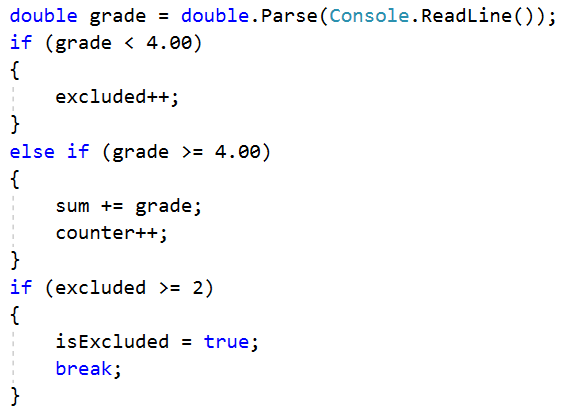 double grade = double.Parse(Console.ReadLine());
if (grade < 4.00)
{
    excluded++;
}
else if (grade >= 4.00)
{
    sum += grade;
    counter++;
}
if (excluded >= 2)
{
    isExcluded = true;
    break;
}